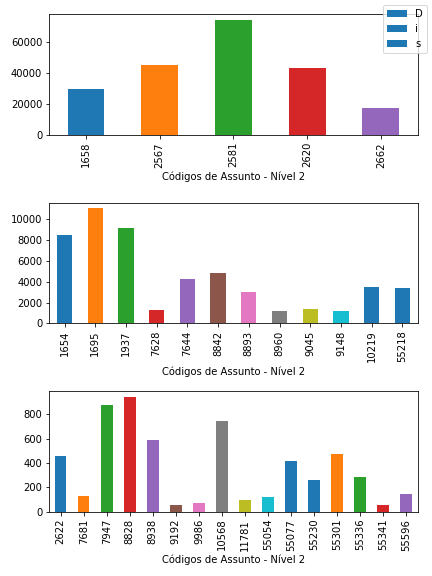 D
i
s
60000
40000
20000
0
1658 2567 2581 2620 2662
Códigos de Assunto - Nível 2
10000
8000
6000
4000
2000
0
1654 1695 1937 7628 7644 8842 8893 8960 9045 9148 10219 55218
Códigos de Assunto - Nível 2
800
600
400
200
0
2622 7681 7947 8828 8938 9192 9986 10568 11781 55054 55077 55230 55301 55336 55341 55596
Códigos de Assunto - Nível 2